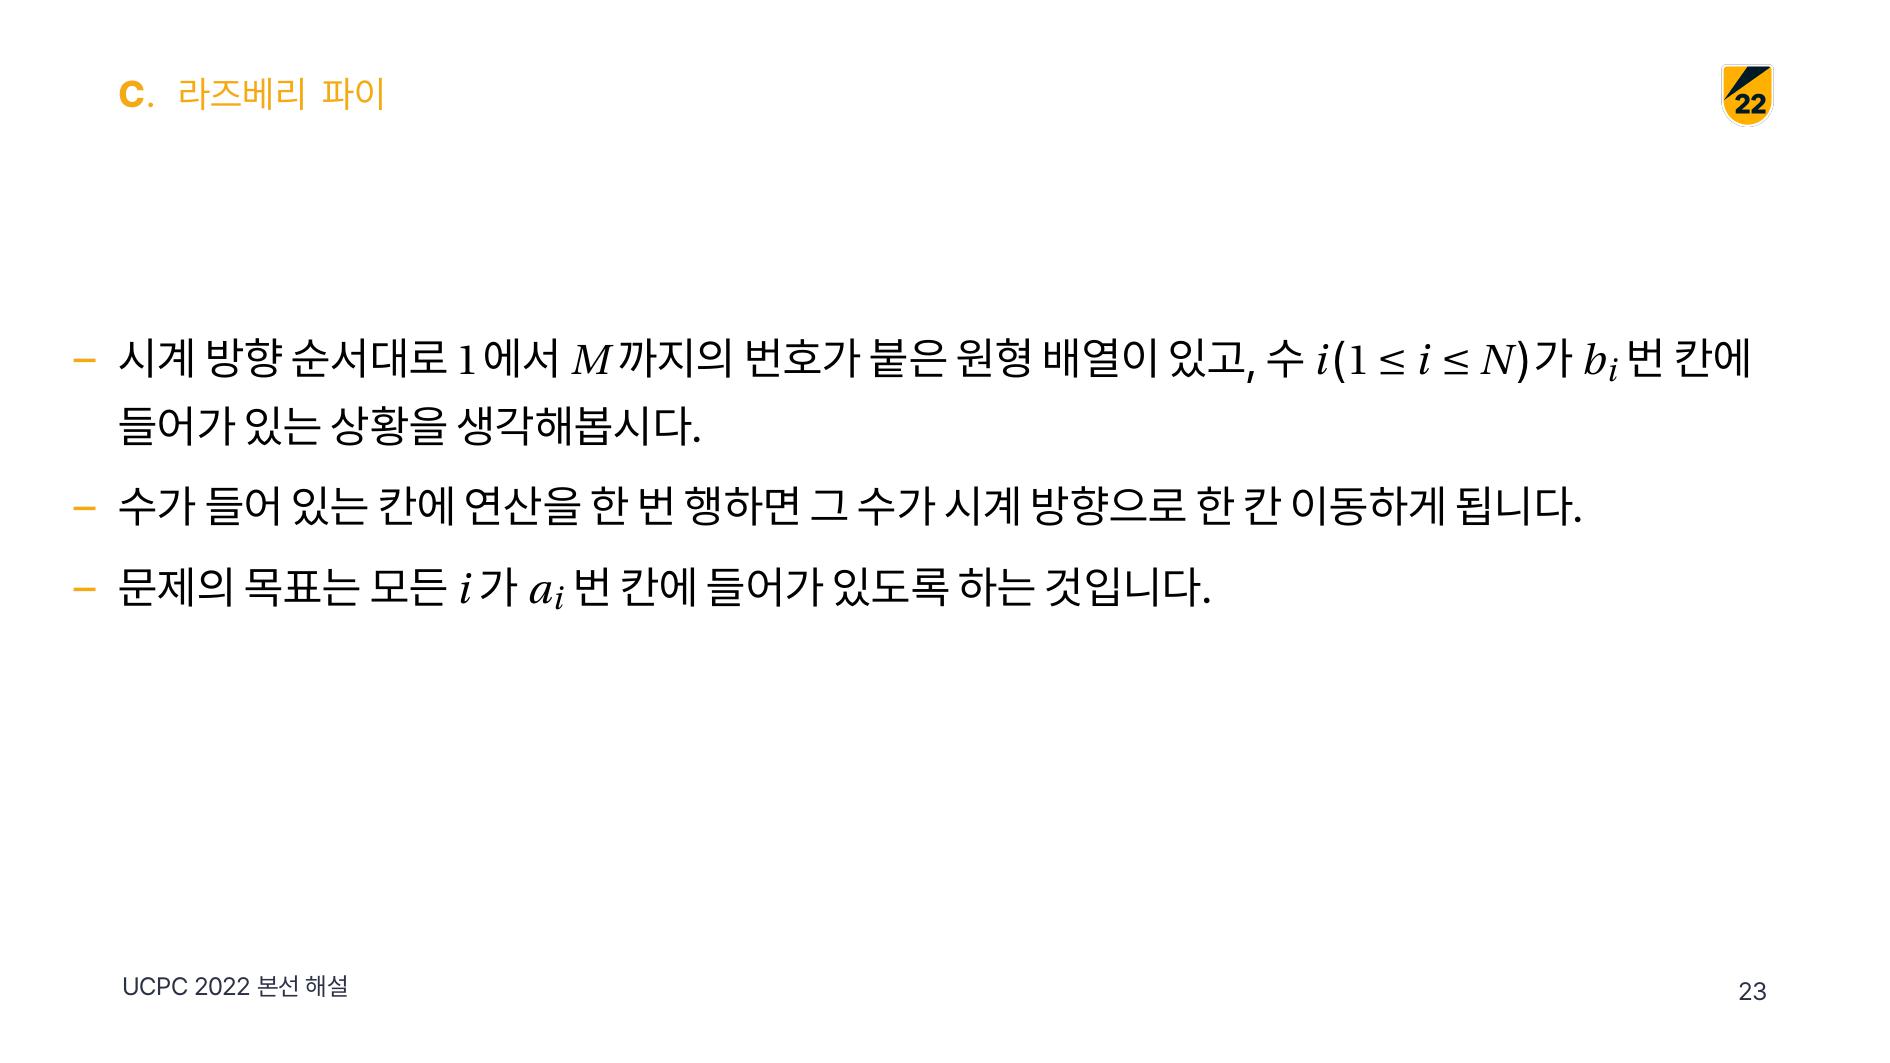 C. 라즈베리 파이
22
– 시계 방향 순서대로 1에서 M까지의 번호가 붙은 원형 배열이 있고, 수 i(1 ≤ i ≤ N)가 bᵢ번 칸에
들어가 있는 상황을 생각해봅시다.
– 수가 들어 있는 칸에 연산을 한 번 행하면 그 수가 시계 방향으로 한 칸 이동하게 됩니다.
– 문제의 목표는 모든 i가 aᵢ번 칸에 들어가 있도록 하는 것입니다.
UCPC 2022 본선 해설
23